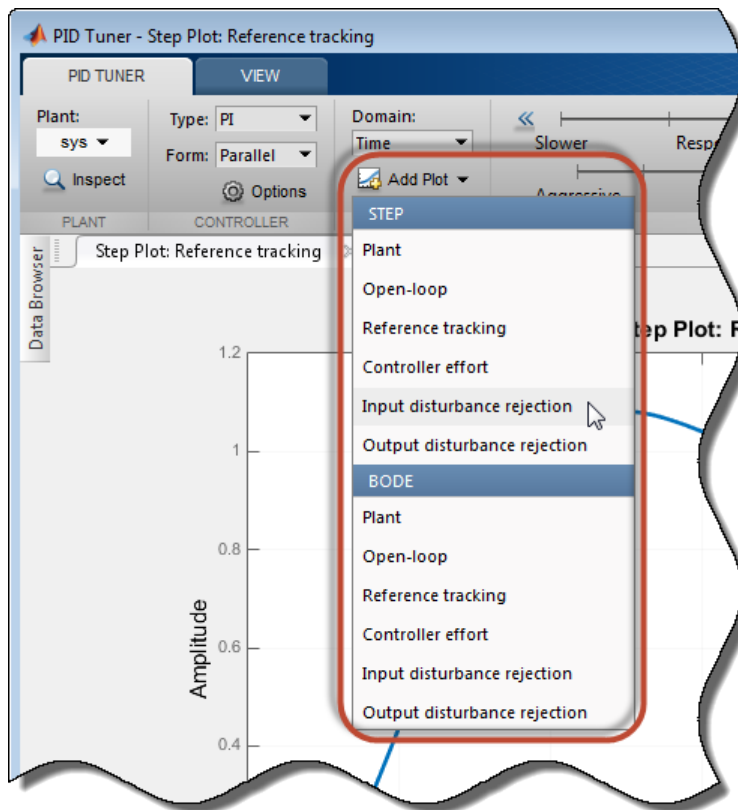 PID Tuner - Step Plot: Reference tracking
PID TUNER VIEW
Plant: Type: PI Domain:
sys Form: Parallel Time Slower
Inspect Options Add Plot
PLANT CONTROLLER
STEP
Plant
Open-loop
Reference tracking
Controller effort
Input disturbance rejection
Output disturbance rejection
BODE
Plant
Open-loop
Reference tracking
Controller effort
Input disturbance rejection
Output disturbance rejection
Data Browser
Step Plot: Reference tracking
tep Plot: R
1.2
1
0.8
0.6
0.4
Amplitude